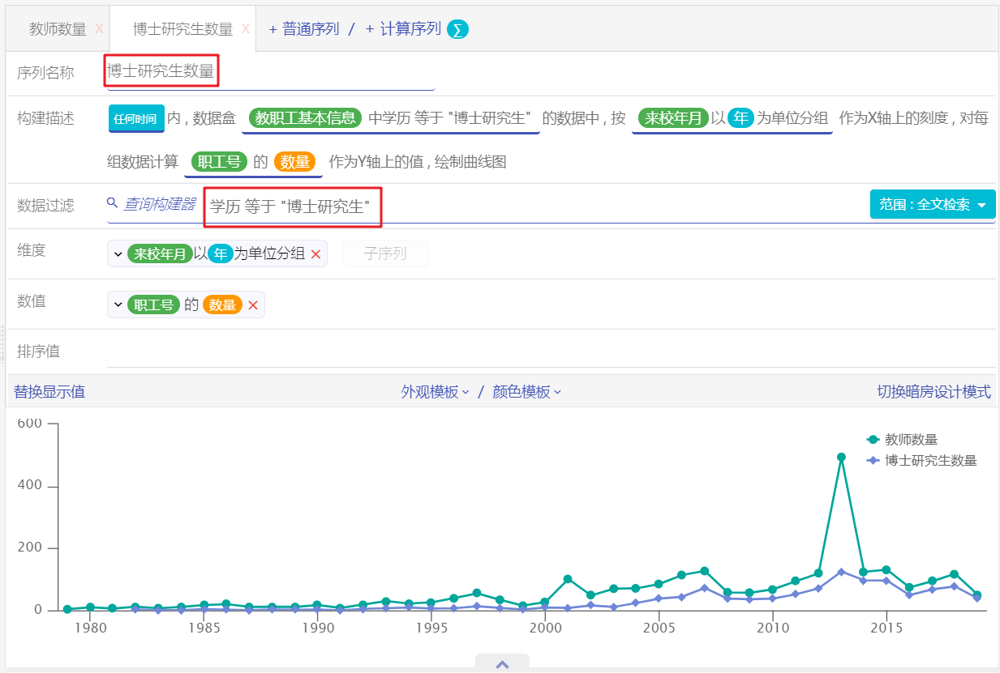 教师数量 X 博士研究生数量 X + 普通序列 / + 计算序列 ∑
序列名称 博士研究生数量
构建描述 任何时间 内 , 数据盒 教职工基本信息 中学历 等于 "博士研究生" 的数据中 , 按 来校年月 以 年 为单位分组 作为X轴上的刻度 , 对每
组数据计算 职工号 的 数量 作为Y轴上的值 , 绘制曲线图
数据过滤 查询构建器 学历 等于 "博士研究生" 范围 : 全文检索
维度 来校年月 以 年 为单位分组 × 子序列
数值 职工号 的 数量 ×
排序值
替换显示值 外观模板 / 颜色模板 切换暗房设计模式
600
教师数量
博士研究生数量
400
200
0
1980 1985 1990 1995 2000 2005 2010 2015